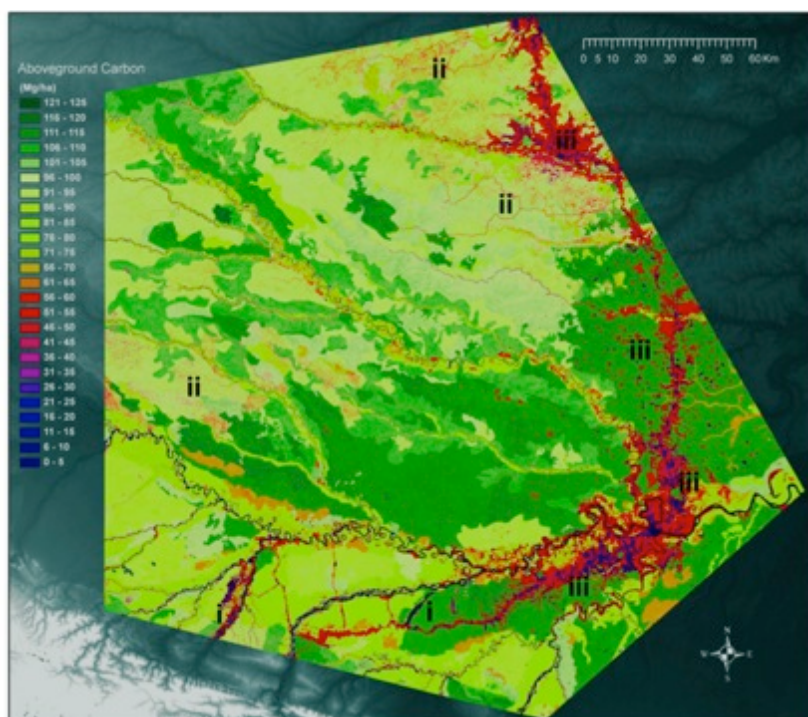 Aboveground Carbon
(Mg/ha)
121 - 125
116 - 120
111 - 115
106 - 110
101 - 105
96 - 100
91 - 95
86 - 90
81 - 85
76 - 80
71 - 75
66 - 70
61 - 65
56 - 60
51 - 55
46 - 50
41 - 45
36 - 40
31 - 35
26 - 30
21 - 25
16 - 20
11 - 15
6 - 10
0 - 5
0 5 10 20 30 40 50 60 Km
ii
iii
ii
iii
ii
iii
i
i
iii
N
W E
S